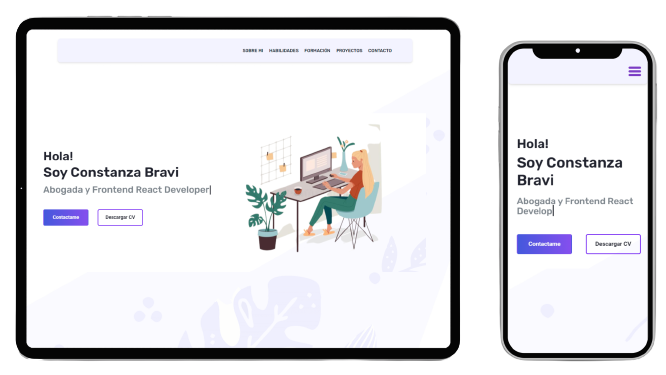 SOBRE MI HABILIDADES FORMACIÓN PROYECTOS CONTACTO
Hola!
Soy Constanza Bravi
Abogada y Frontend React Developer
Contactame Descargar CV
Hola!
Soy Constanza
Bravi
Abogada y Frontend React
Develop
Contactame Descargar CV